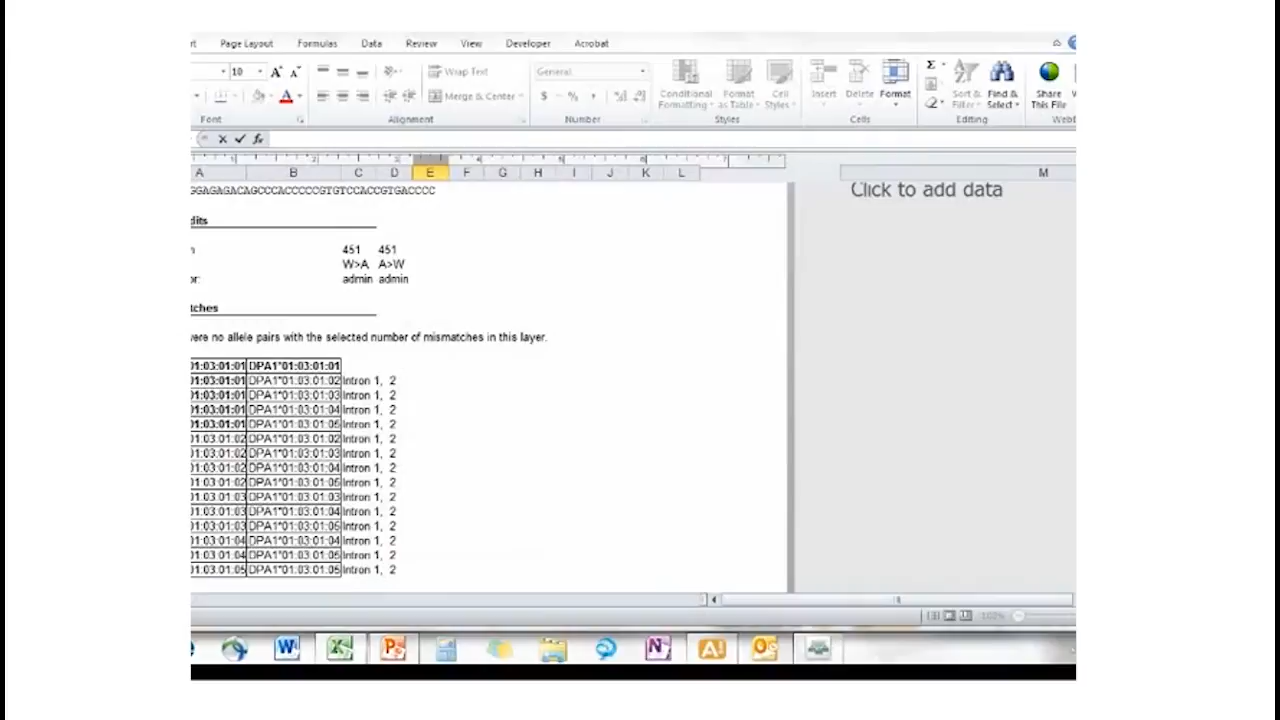 Page Layout Formulas Data Review View Developer Acrobat
10 A A Wrap Text General Conditional Formatting Format as Table Cell Styles Insert Delete Format Σ Sort & Filter Find & Select Share This File
Merge & Center $ % ,
Font Alignment Number Styles Cells Editing
fx
A B C D E F G H I J K L M
GGAGAGACAGCCCACCCCCGTGTCCACCGTGACCCC Click to add data
dits
451 451
W>A A>W
or: admin admin
tches
were no allele pairs with the selected number of mismatches in this layer.
01:03:01:01 DPA1*01:03:01:01
01:03:01:01 DPA1*01:03:01:02 Intron 1, 2
01:03:01:01 DPA1*01:03:01:03 Intron 1, 2
01:03:01:01 DPA1*01:03:01:04 Intron 1, 2
01:03:01:01 DPA1*01:03:01:05 Intron 1, 2
01:03:01:02 DPA1*01:03:01:02 Intron 1, 2
01:03:01:02 DPA1*01:03:01:03 Intron 1, 2
01:03:01:02 DPA1*01:03:01:04 Intron 1, 2
01:03:01:02 DPA1*01:03:01:05 Intron 1, 2
01:03:01:03 DPA1*01:03:01:03 Intron 1, 2
01:03:01:03 DPA1*01:03:01:04 Intron 1, 2
01:03:01:03 DPA1*01:03:01:05 Intron 1, 2
01:03:01:04 DPA1*01:03:01:04 Intron 1, 2
01:03:01:04 DPA1*01:03:01:05 Intron 1, 2
01:03:01:05 DPA1*01:03:01:05 Intron 1, 2
100%